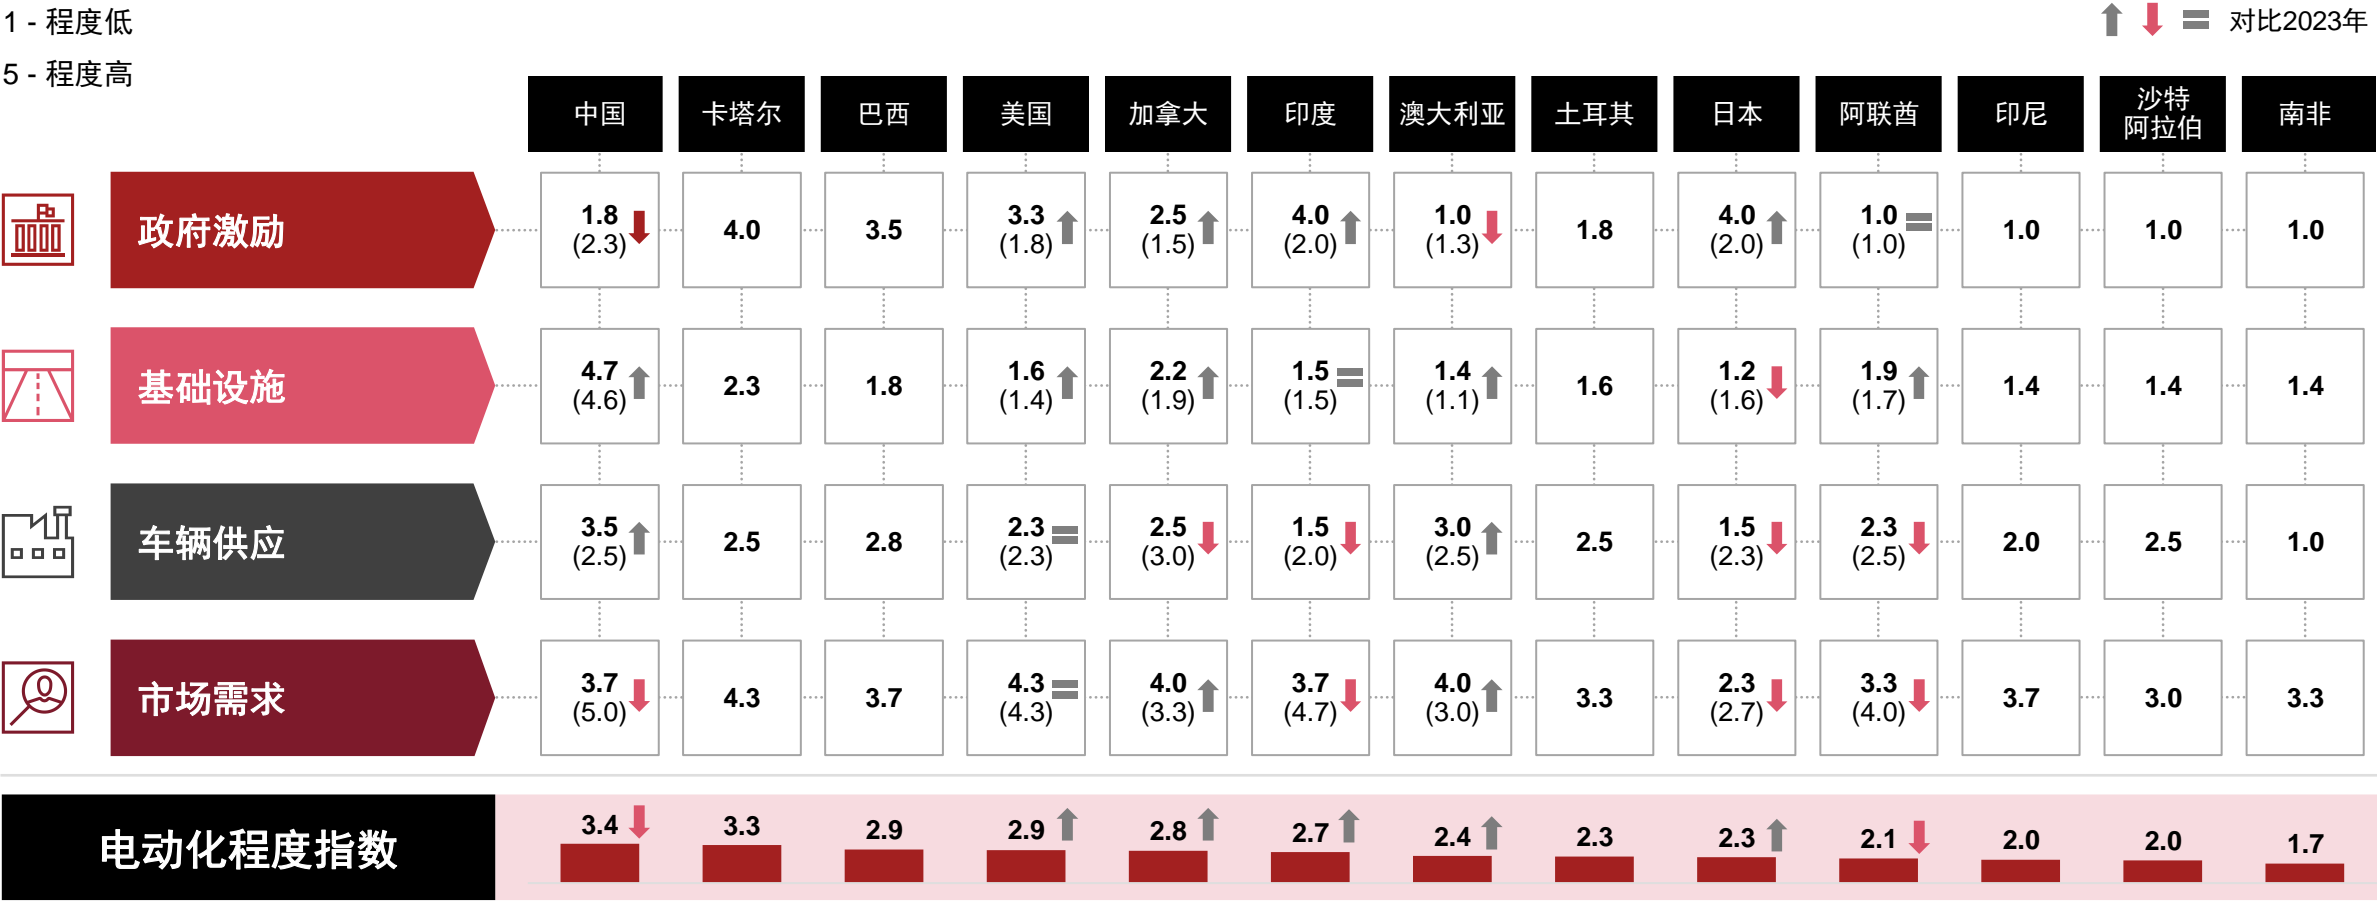 1 - 程度低
对比2023年
5 - 程度高
中国 卡塔尔 巴西 美国 加拿大 印度 澳大利亚 土耳其 日本 阿联酋 印尼 沙特阿拉伯 南非
政府激励
1.8 4.0 3.5 3.3 2.5 4.0 1.0 1.8 4.0 1.0 1.0 1.0 1.0
(2.3) (1.8) (1.5) (2.0) (1.3) (2.0) (1.0)
基础设施
4.7 2.3 1.8 1.6 2.2 1.5 1.4 1.6 1.2 1.9 1.4 1.4 1.4
(4.6) (1.4) (1.9) (1.5) (1.1) (1.6) (1.7)
车辆供应
3.5 2.5 2.8 2.3 2.5 1.5 3.0 2.5 1.5 2.3 2.0 2.5 1.0
(2.5) (2.3) (3.0) (2.0) (2.5) (2.3) (2.5)
市场需求
3.7 4.3 3.7 4.3 4.0 3.7 4.0 3.3 2.3 3.3 3.7 3.0 3.3
(5.0) (4.3) (3.3) (4.7) (3.0) (2.7) (4.0)
电动化程度指数
3.4 3.3 2.9 2.9 2.8 2.7 2.4 2.3 2.3 2.1 2.0 2.0 1.7